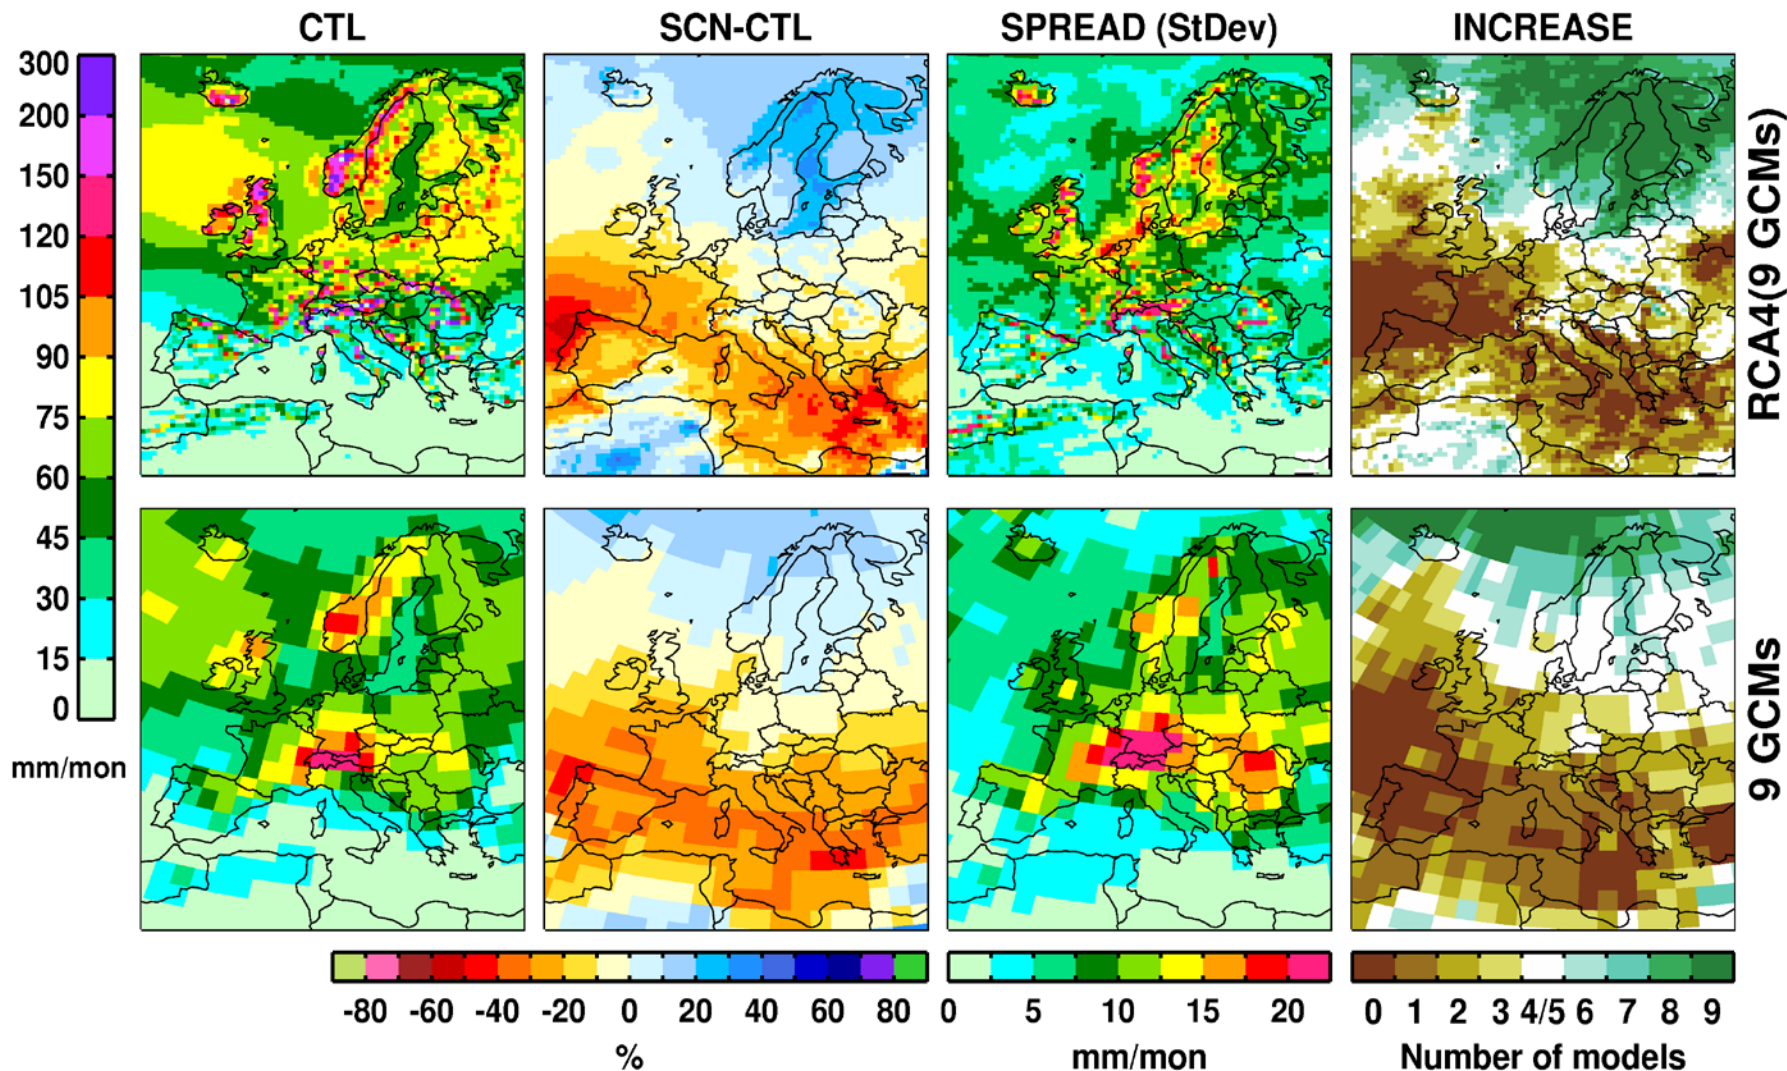 CTL
SCN-CTL
SPREAD (StDev)
INCREASE
300
200
150
120
105
90
75
60
45
30
15
0
mm/mon
RCA4(9 GCMs)
9 GCMs
-80 -60 -40 -20 0 20 40 60 80
%
0 5 10 15 20
mm/mon
0 1 2 3 4/5 6 7 8 9
Number of models